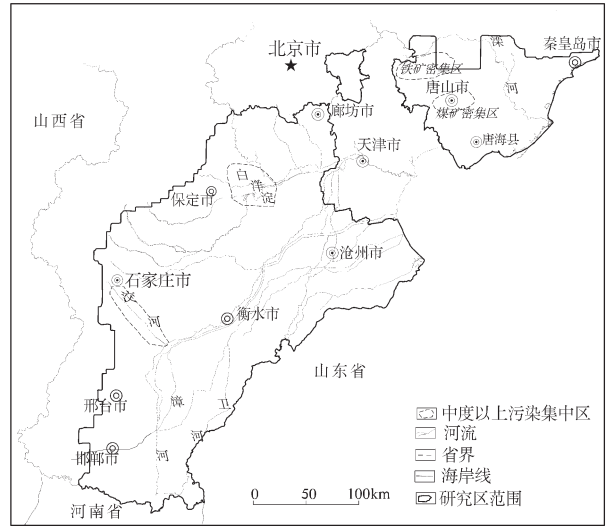 北京市
秦皇岛市
滦
河
铁矿密集区
唐山市
煤矿密集区
唐海县
山西省
廊坊市
天津市
白
洋
淀
保定市
沧州市
石家庄市
汶
河
衡水市
山东省
邢台市
漳
河
卫
河
邯郸市
河南省
中度以上污染集中区
河流
省界
海岸线
研究区范围
0 50 100km